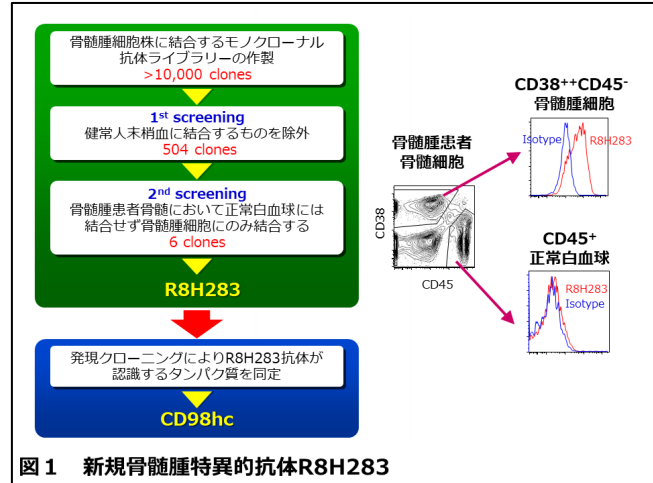 骨髄腫細胞株に結合するモノクローナル
抗体ライブラリーの作製
>10,000 clones
1st screening
健常人末梢血に結合するものを除外
504 clones
2nd screening
骨髄腫患者骨髄において正常白血球には
結合せず骨髄腫細胞にのみ結合する
6 clones
R8H283
発現クローニングによりR8H283抗体が
認識するタンパク質を同定
CD98hc
骨髄腫患者
骨髄細胞
CD38
CD45
CD38++CD45-
骨髄腫細胞
Isotype
R8H283
CD45+
正常白血球
R8H283
Isotype
図1 新規骨髄腫特異的抗体R8H283